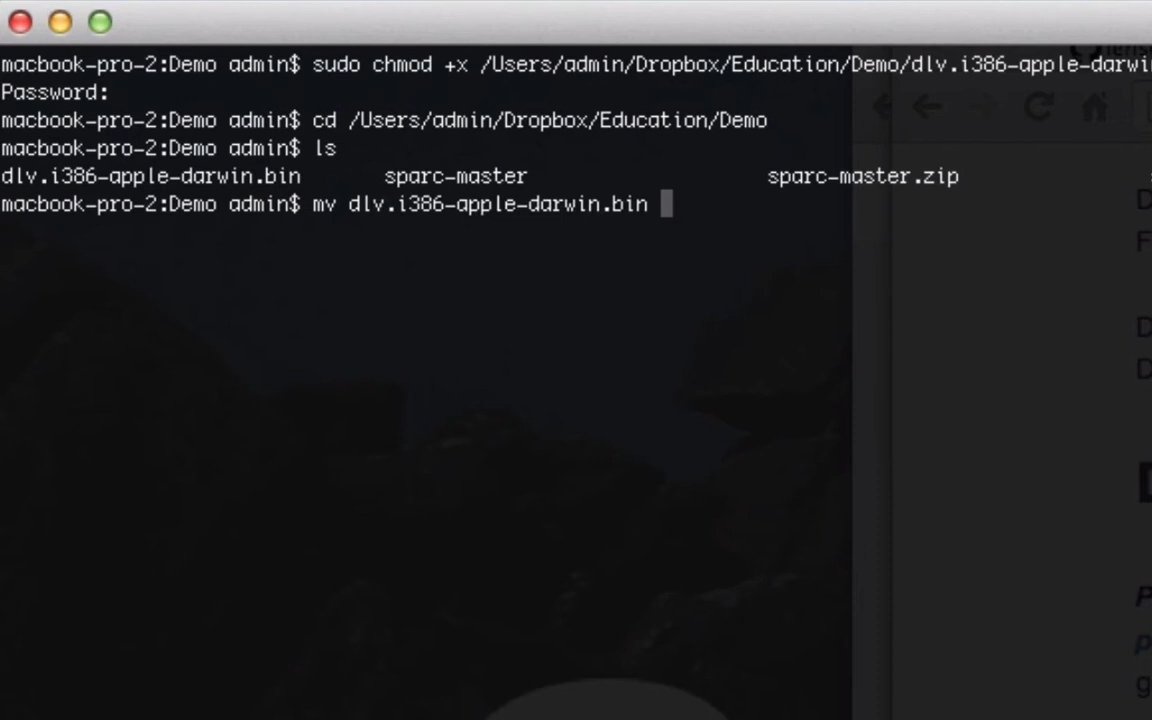 macbook-pro-2:Demo admin$ sudo chmod +x /Users/admin/Dropbox/Education/Demo/dlv.i386-apple-darwi
Password:
macbook-pro-2:Demo admin$ cd /Users/admin/Dropbox/Education/Demo
macbook-pro-2:Demo admin$ ls
dlv.i386-apple-darwin.bin sparc-master sparc-master.zip
macbook-pro-2:Demo admin$ mv dlv.i386-apple-darwin.bin